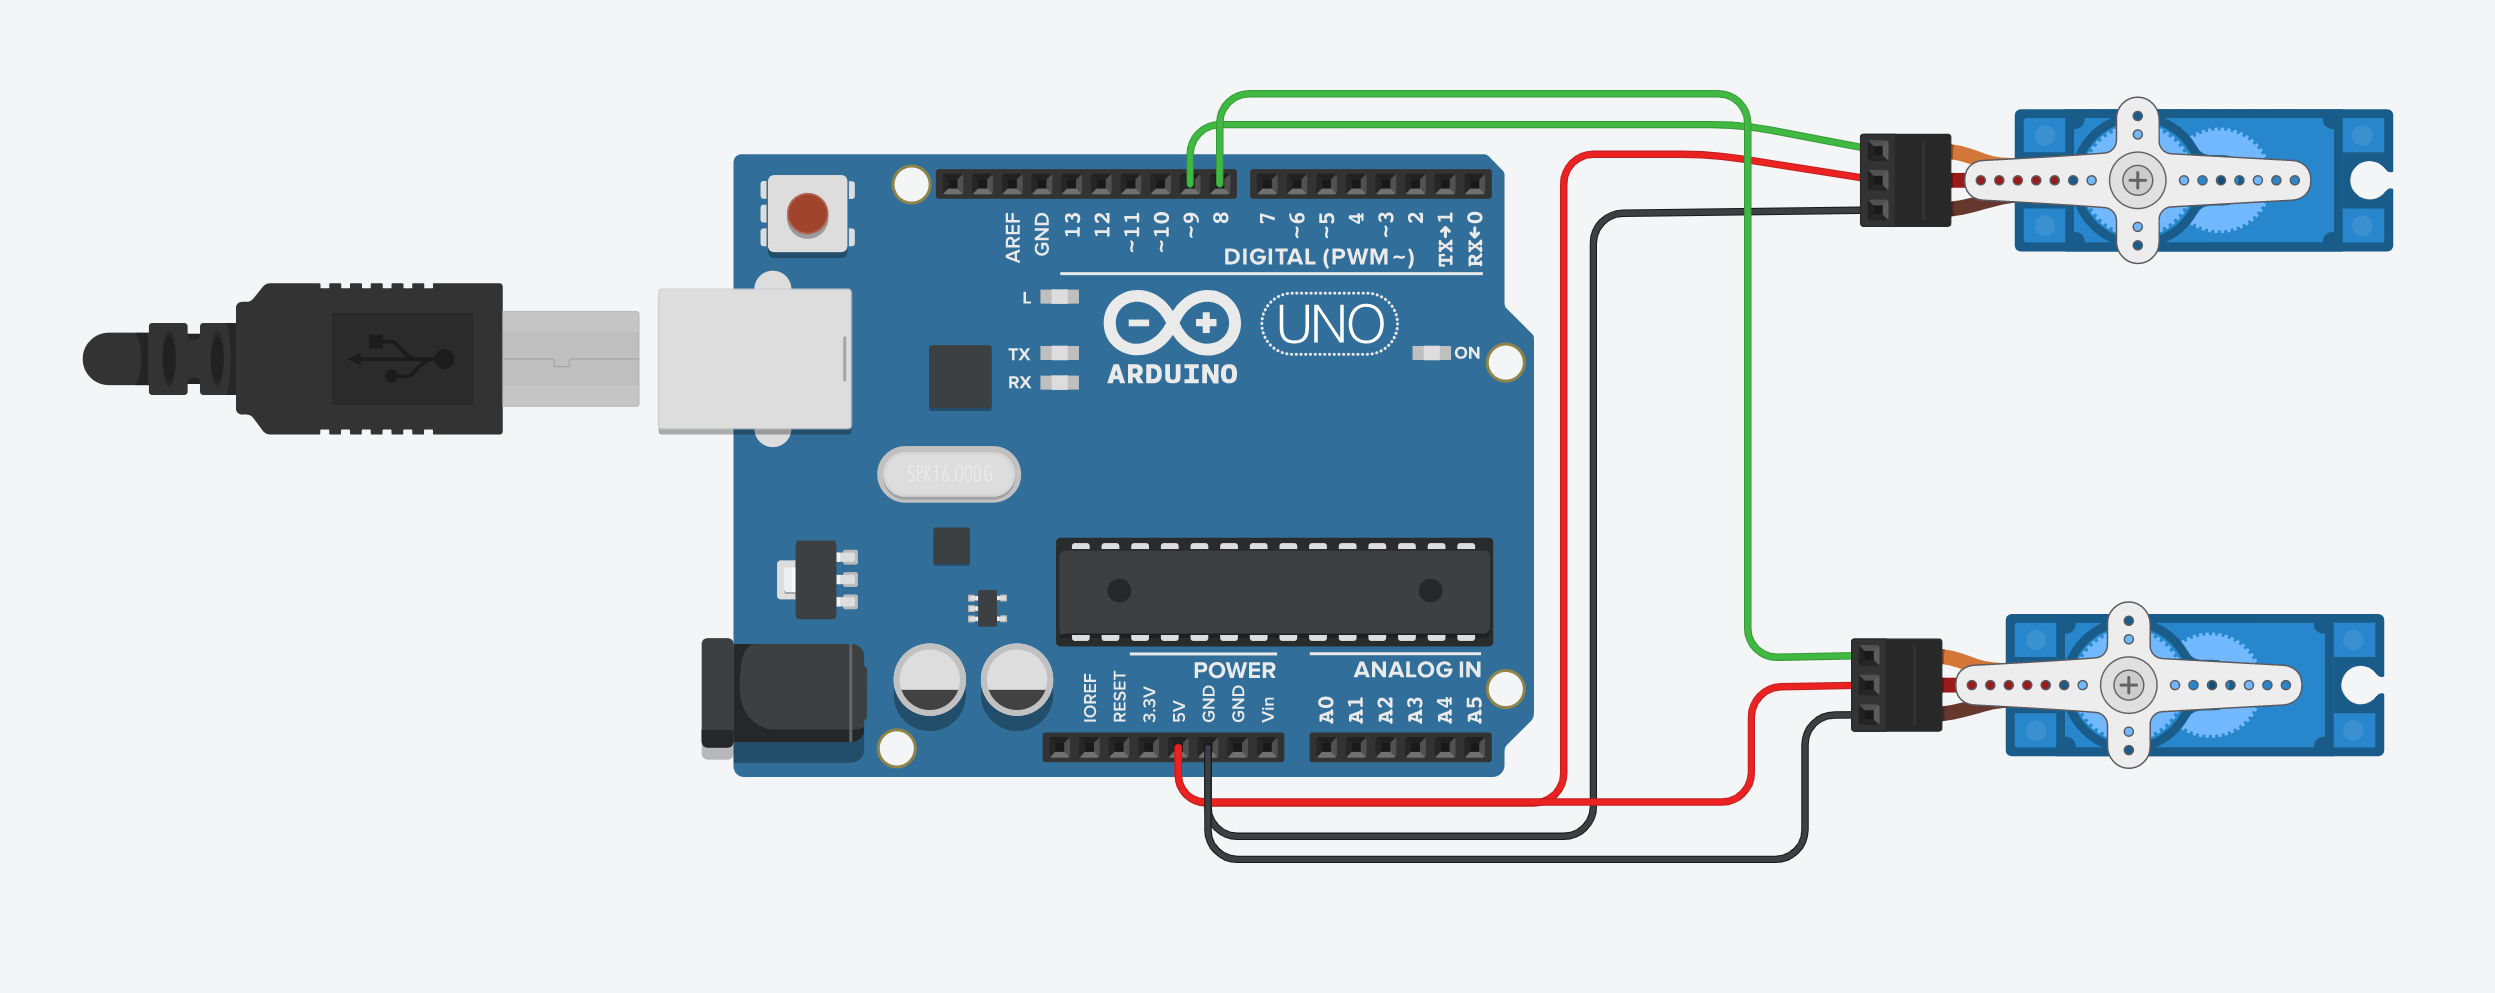 AREF
GND
13
12
~11
~10
~9
8
7
~6
~5
4
~3
2
TX→1
RX←0
DIGITAL (PWM ~)
L
TX
RX
ARDUINO
UNO
ON
SPK16.000G
POWER
ANALOG IN
IOREF
RESET
3.3V
5V
GND
GND
Vin
A0
A1
A2
A3
A4
A5